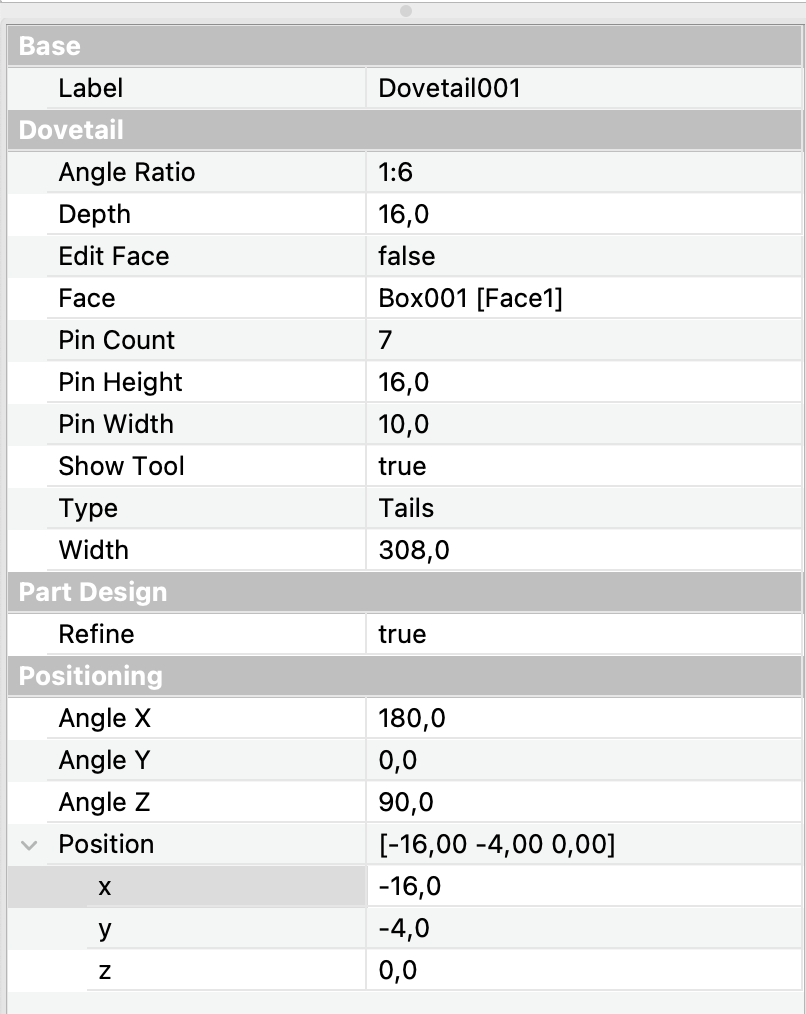 Base
Label Dovetail001
Dovetail
Angle Ratio 1:6
Depth 16,0
Edit Face false
Face Box001 [Face1]
Pin Count 7
Pin Height 16,0
Pin Width 10,0
Show Tool true
Type Tails
Width 308,0
Part Design
Refine true
Positioning
Angle X 180,0
Angle Y 0,0
Angle Z 90,0
Position [-16,00 -4,00 0,00]
x -16,0
y -4,0
z 0,0